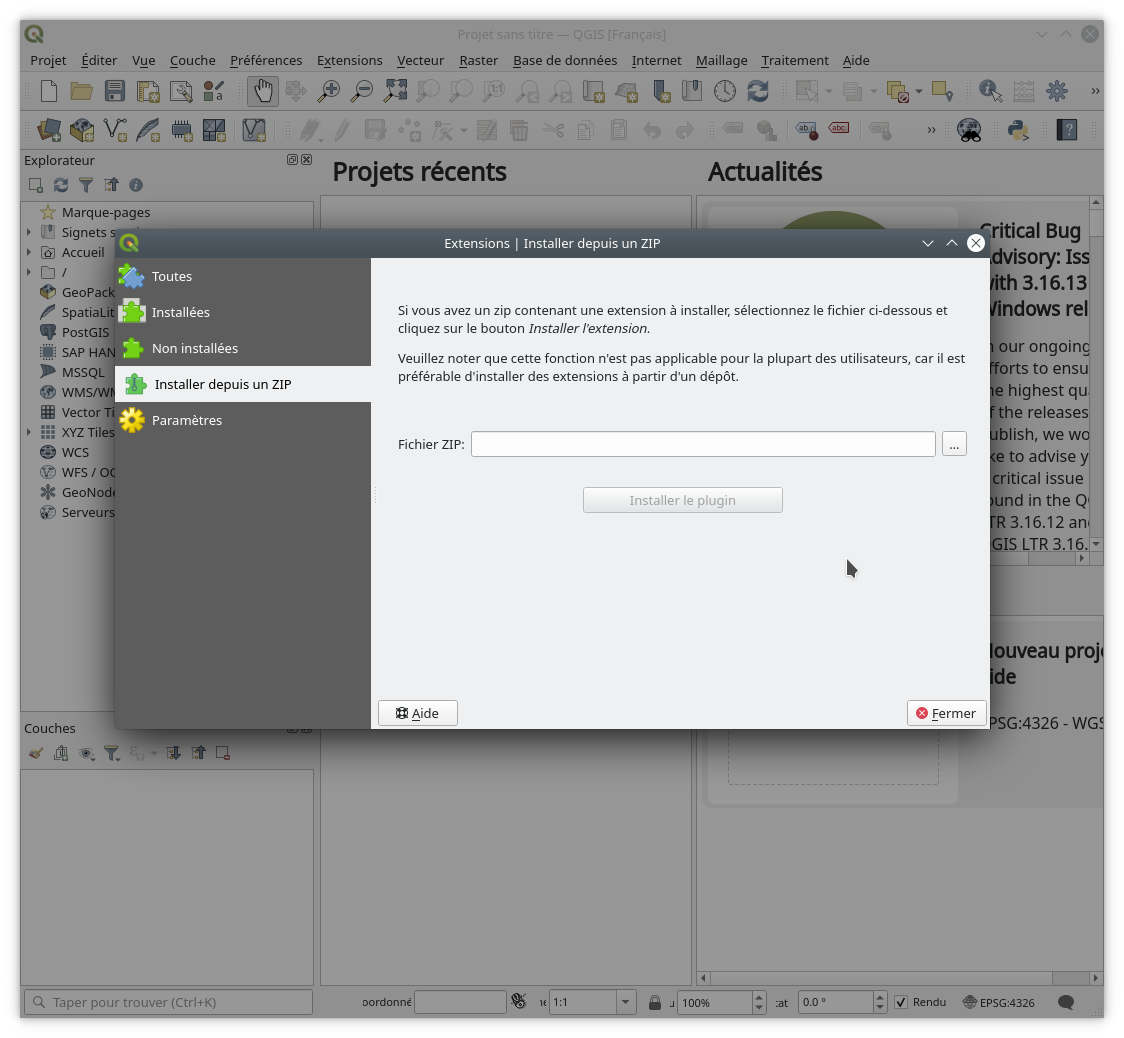 Projet sans titre — QGIS [Français]
Projet Éditer Vue Couche Préférences Extensions Vecteur Raster Base de données Internet Maillage Traitement Aide
Explorateur
Marque-pages
Signets
Accueil
/
GeoPack
SpatiaLit
PostGIS
SAP HAN
MSSQL
WMS/WM
Vector Ti
XYZ Tiles
WCS
WFS / OG
GeoNode
Serveurs
Couches
Projets récents
Actualités
Critical Bug
Advisory: Iss
with 3.16.13
Windows rel
n our ongoing
fforts to ensu
he highest qua
f the releases
ublish, we wo
ke to advise y
critical issue
ound in the QG
TR 3.16.12 and
GIS LTR 3.16.
Nouveau proje
vide
EPSG:4326 - WGS
Extensions | Installer depuis un ZIP
Toutes
Installées
Non installées
Installer depuis un ZIP
Paramètres
Si vous avez un zip contenant une extension à installer, sélectionnez le fichier ci-dessous et
cliquez sur le bouton Installer l'extension.
Veuillez noter que cette fonction n'est pas applicable pour la plupart des utilisateurs, car il est
préférable d'installer des extensions à partir d'un dépôt.
Fichier ZIP: ...
Installer le plugin
Aide
Fermer
Taper pour trouver (Ctrl+K) oordonné 1:1 100% :at 0.0 ° Rendu EPSG:4326